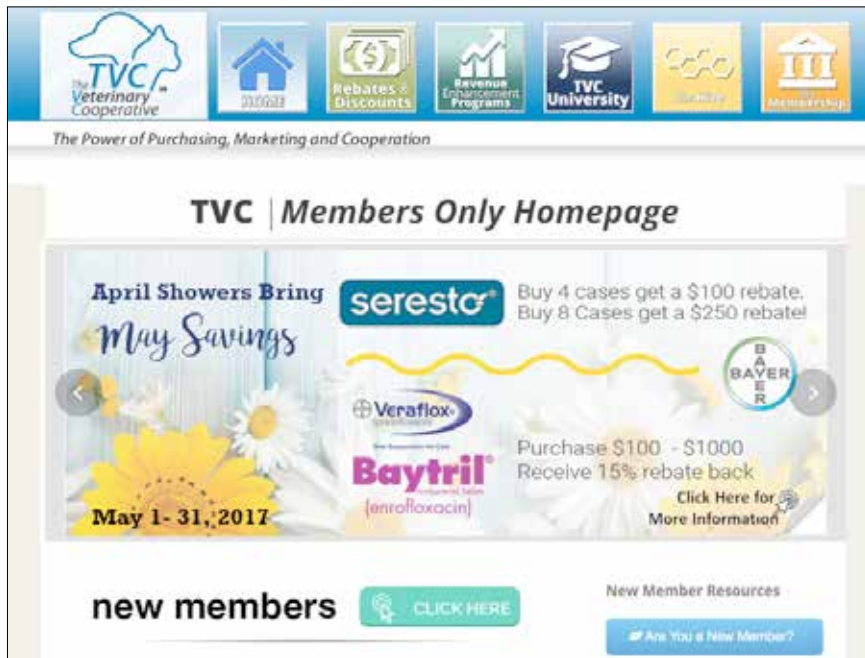 TVC
The
Veterinary
Cooperative
HOME
Rebates &
Discounts
Revenue
Enhancement
Programs
TVC
University
Membership
The Power of Purchasing, Marketing and Cooperation
TVC | Members Only Homepage
April Showers Bring
May Savings
May 1- 31, 2017
seresto®
Buy 4 cases get a $100 rebate.
Buy 8 Cases get a $250 rebate!
BAYER
BAYER
Veraflox®
Baytril®
(enrofloxacin)
Purchase $100 - $1000
Receive 15% rebate back
Click Here for
More Information
new members
CLICK HERE
New Member Resources
Are You a New Member?